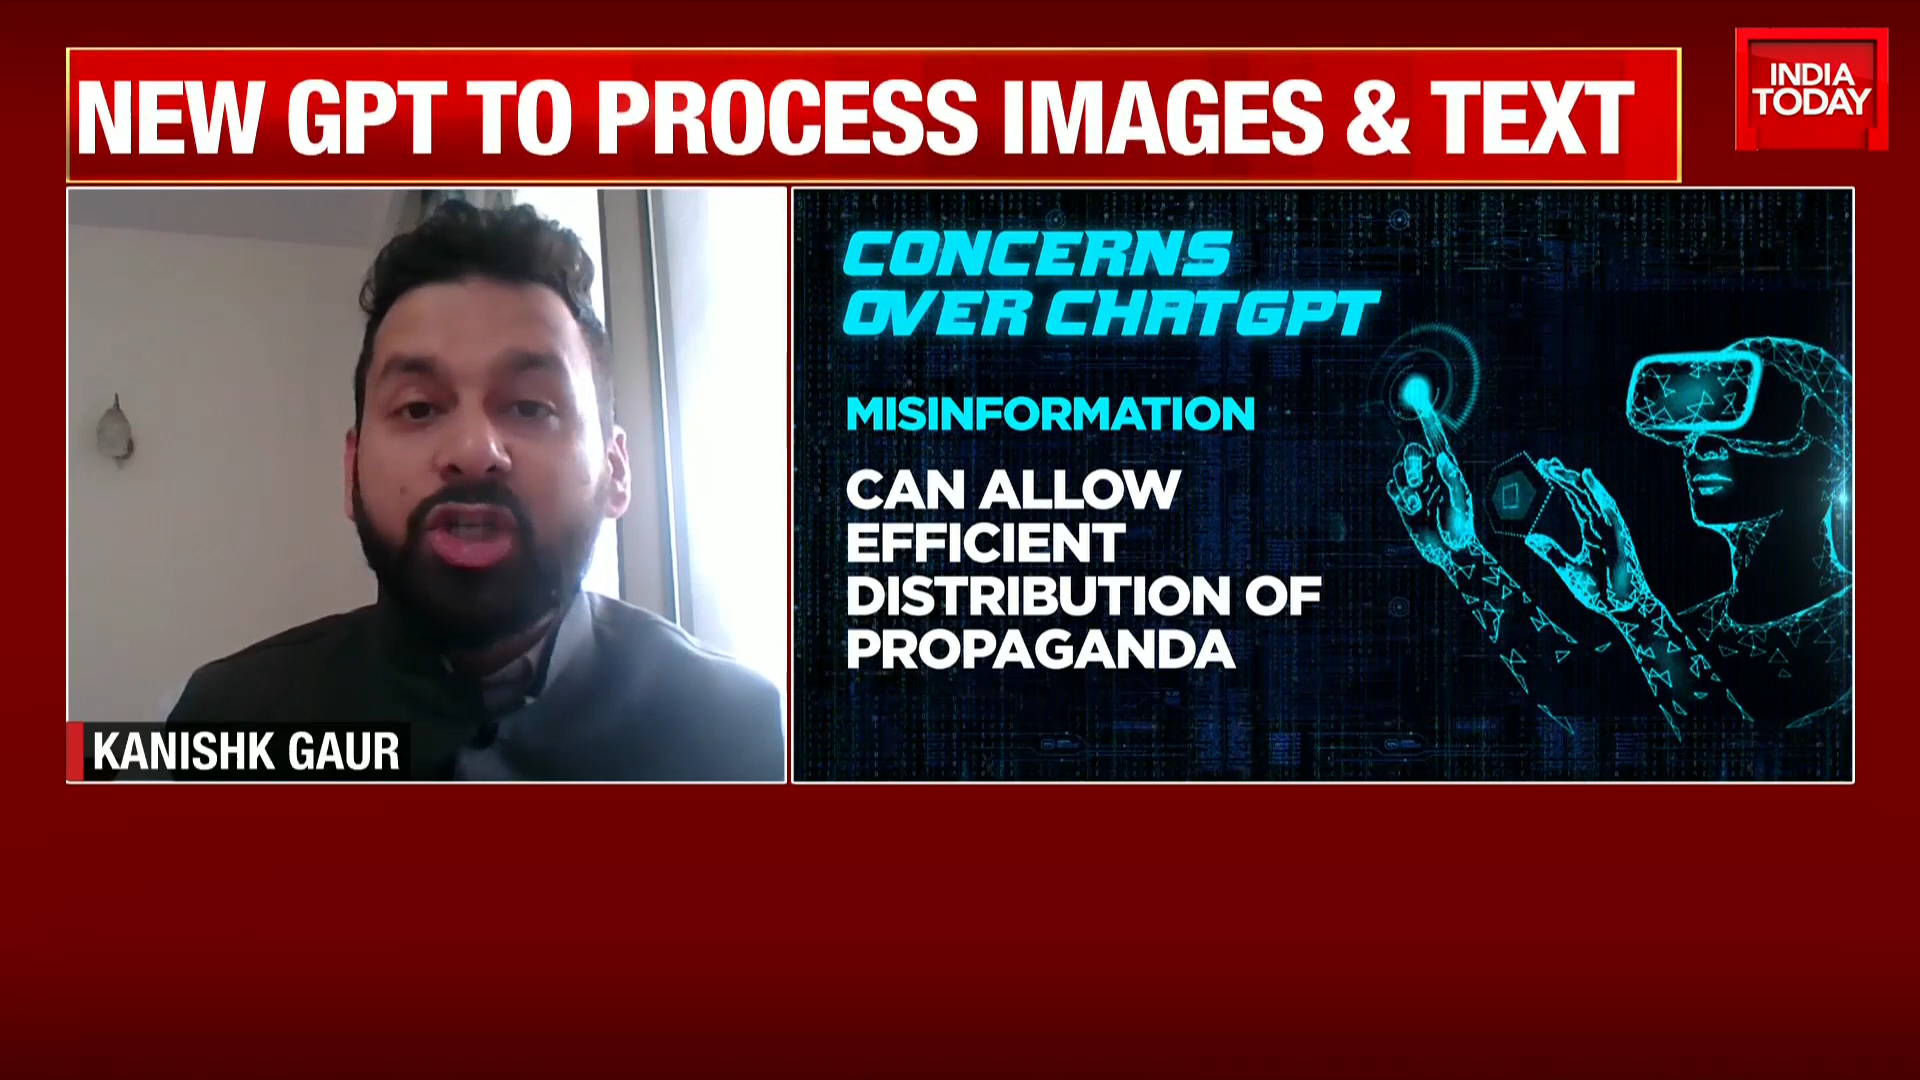 NEW GPT TO PROCESS IMAGES & TEXT
INDIA
TODAY
CONCERNS
OVER CHATGPT
MISINFORMATION
CAN ALLOW
EFFICIENT
DISTRIBUTION OF
PROPAGANDA
KANISHK GAUR